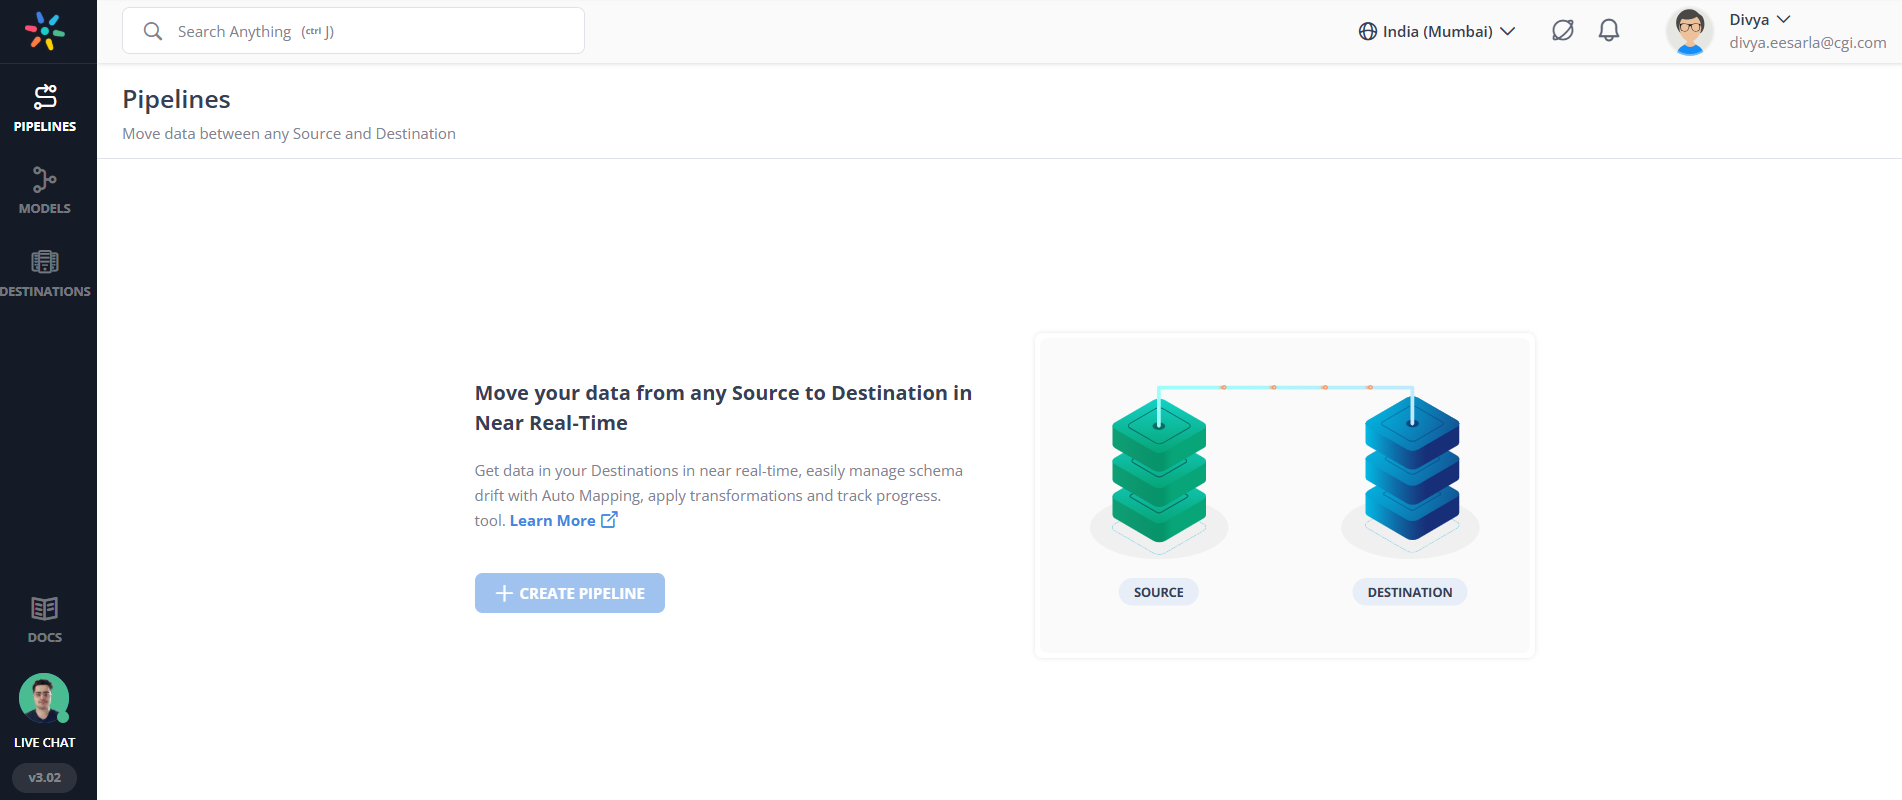 Search Anything (ctrl J)
India (Mumbai)
Divya
divya.eesarla@cgi.com
PIPELINES
MODELS
DESTINATIONS
DOCS
LIVE CHAT
v3.02
Pipelines
Move data between any Source and Destination
Move your data from any Source to Destination in
Near Real-Time
Get data in your Destinations in near real-time, easily manage schema
drift with Auto Mapping, apply transformations and track progress.
tool. Learn More
CREATE PIPELINE
SOURCE
DESTINATION